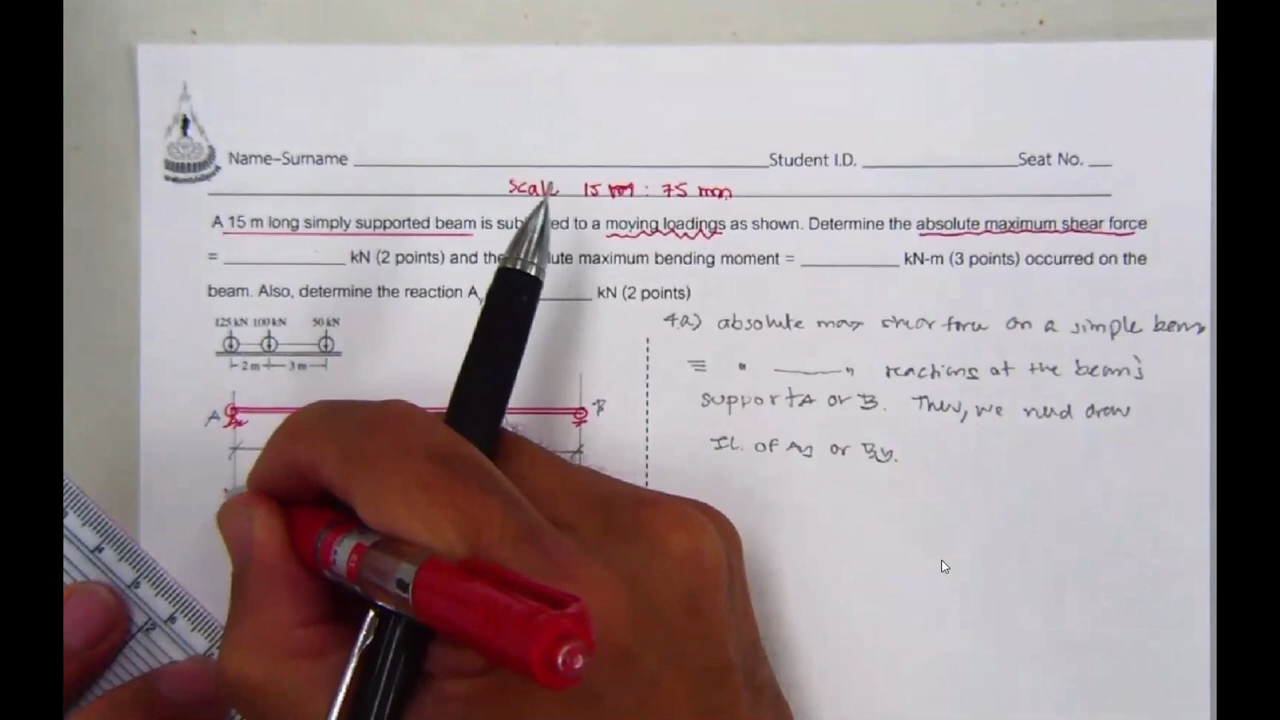 Name–Surname Student I.D. Seat No.
Scale 15 m : 75 mm
A 15 m long simply supported beam is sub ed to a moving loadings as shown. Determine the absolute maximum shear force
= kN (2 points) and the lute maximum bending moment = kN-m (3 points) occurred on the
beam. Also, determine the reaction A kN (2 points)
125 kN 100 kN 50 kN
2 m 3 m
A B
4.a) absolute max shear force on a simple beam
≡ " ——— " reactions at the beam's
support A or B. Thus, we need draw
IL. of Ay or By.